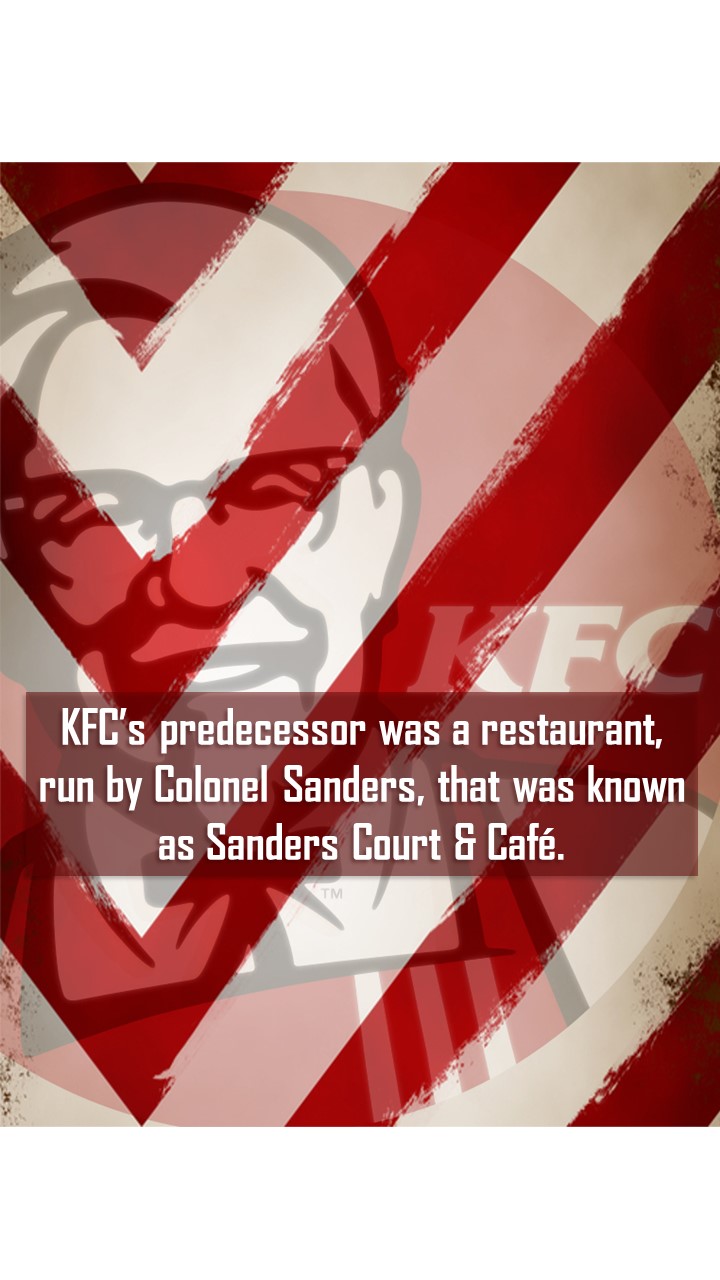 KFC
KFC’s predecessor was a restaurant,
run by Colonel Sanders, that was known
as Sanders Court & Café.
TM